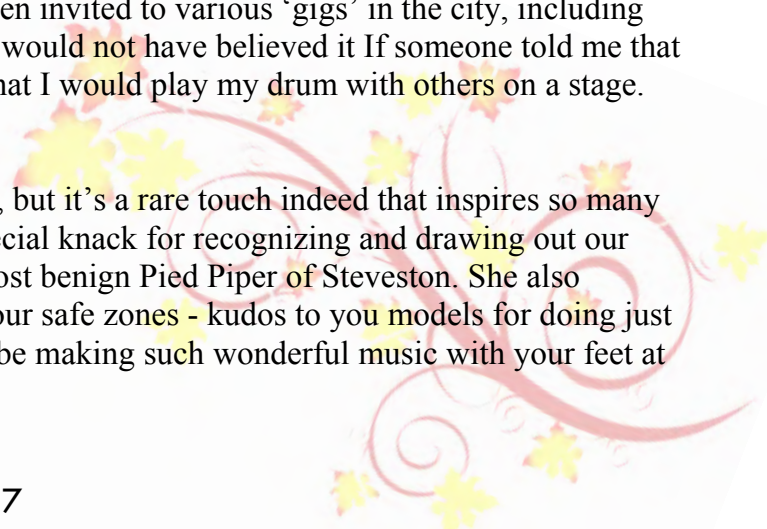 en invited to various ‘gigs’ in the city, including
would not have believed it If someone told me that
hat I would play my drum with others on a stage.
, but it’s a rare touch indeed that inspires so many
ecial knack for recognizing and drawing out our
ost benign Pied Piper of Steveston. She also
our safe zones - kudos to you models for doing just
be making such wonderful music with your feet at
7